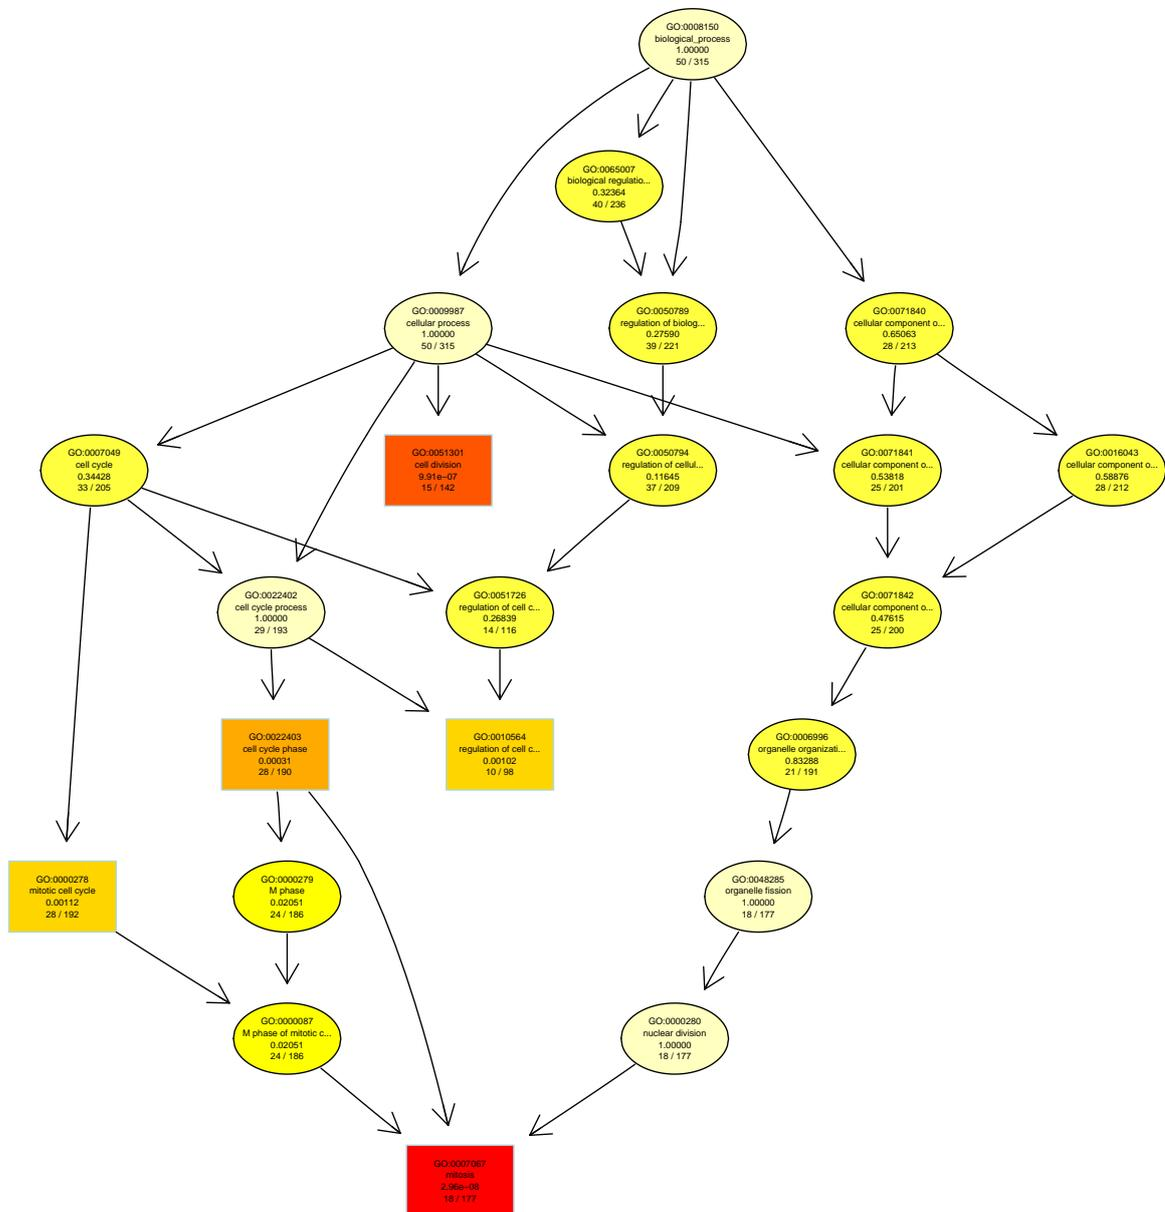 GO:0008150
biological_process
1.00000
50 / 315
GO:0065007
biological regulatio...
0.32364
40 / 236
GO:0009987
cellular process
1.00000
50 / 315
GO:0050789
regulation of biolog...
0.27590
39 / 221
GO:0071840
cellular component o...
0.65063
28 / 213
GO:0007049
cell cycle
0.34428
33 / 205
GO:0051301
cell division
9.91e−07
15 / 142
GO:0050794
regulation of cellul...
0.11645
37 / 209
GO:0071841
cellular component o...
0.53818
25 / 201
GO:0016043
cellular component o...
0.58876
28 / 212
GO:0022402
cell cycle process
1.00000
29 / 193
GO:0051726
regulation of cell c...
0.26839
14 / 116
GO:0071842
cellular component o...
0.47615
25 / 200
GO:0022403
cell cycle phase
0.00031
28 / 190
GO:0010564
regulation of cell c...
0.00102
10 / 98
GO:0006996
organelle organizati...
0.83288
21 / 191
GO:0000278
mitotic cell cycle
0.00112
28 / 192
GO:0000279
M phase
0.02051
24 / 186
GO:0048285
organelle fission
1.00000
18 / 177
GO:0000087
M phase of mitotic c...
0.02051
24 / 186
GO:0000280
nuclear division
1.00000
18 / 177
GO:0007067
mitosis
2.96e−08
18 / 177